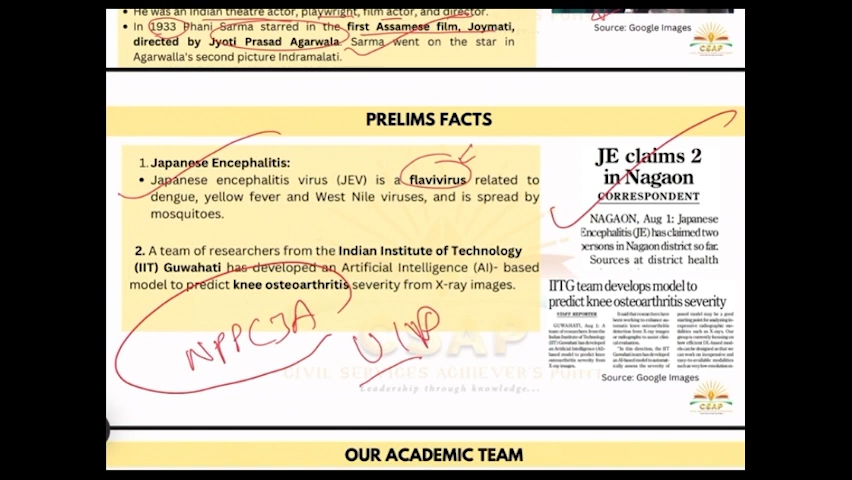 • He was an Indian theatre actor, playwright, film actor, and director.
• In 1933 Phani Sarma starred in the first Assamese film, Joymati,
directed by Jyoti Prasad Agarwala. Sarma went on the star in
Agarwalla's second picture Indramalati.
Source: Google Images
CSAP
PRELIMS FACTS
1. Japanese Encephalitis:
• Japanese encephalitis virus (JEV) is a flavivirus related to
dengue, yellow fever and West Nile viruses, and is spread by
mosquitoes.
2. A team of researchers from the Indian Institute of Technology
(IIT) Guwahati has developed an Artificial Intelligence (AI)- based
model to predict knee osteoarthritis severity from X-ray images.
JE claims 2
in Nagaon
CORRESPONDENT
NAGAON, Aug 1: Japanese
Encephalitis (JE) has claimed two
persons in Nagaon district so far.
Sources at district health
IITG team develops model to
predict knee osteoarthritis severity
STAFF REPORTER
Source: Google Images
CSAP
CSAP
CIVIL SERVICES ACHIEVER'S POINT
Leadership through knowledge...
OUR ACADEMIC TEAM